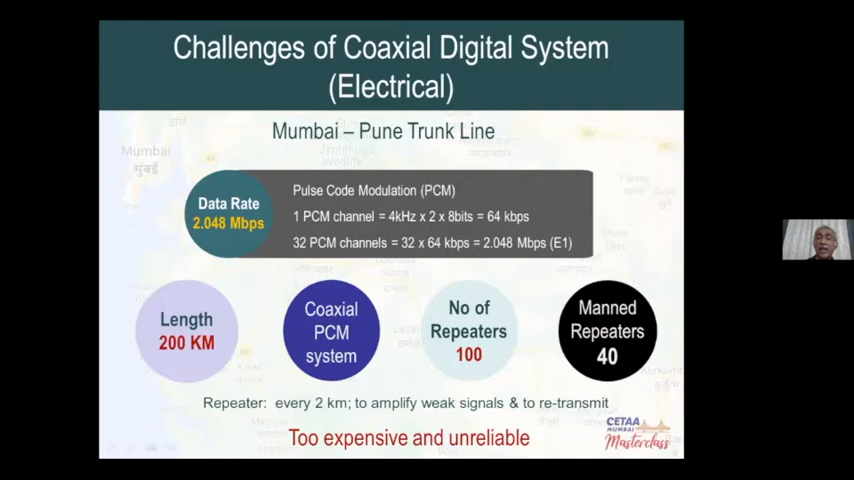 Challenges of Coaxial Digital System
(Electrical)
Mumbai – Pune Trunk Line
ठाणे
Mumbai
मुंबई
Data Rate
2.048 Mbps
Pulse Code Modulation (PCM)
1 PCM channel = 4kHz x 2 x 8bits = 64 kbps
32 PCM channels = 32 x 64 kbps = 2.048 Mbps (E1)
Length
200 KM
Coaxial
PCM
system
No of
Repeaters
100
Manned
Repeaters
40
Repeater: every 2 km; to amplify weak signals & to re-transmit
Too expensive and unreliable
CETAA
MUMBAI
Masterclass